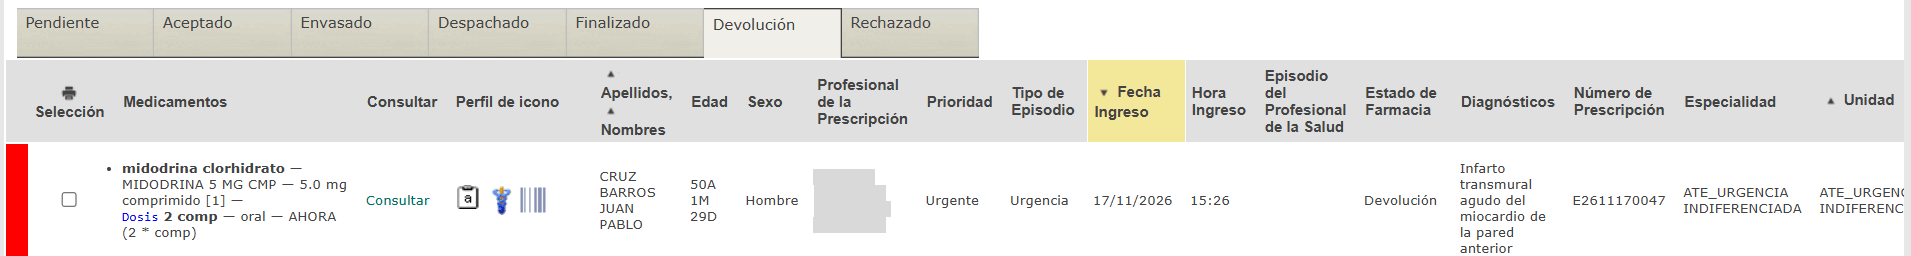 Pendiente
Aceptado
Envasado
Despachado
Finalizado
Devolución
Rechazado
Selección
Medicamentos
Consultar
Perfil de icono
Apellidos,
Nombres
Edad
Sexo
Profesional
de la
Prescripción
Prioridad
Tipo de
Episodio
Fecha
Ingreso
Hora
Ingreso
Episodio
del
Profesional
de la Salud
Estado de
Farmacia
Diagnósticos
Número de
Prescripción
Especialidad
Unidad
midodrina clorhidrato —
MIDODRINA 5 MG CMP — 5.0 mg
comprimido [1] —
Dosis 2 comp — oral — AHORA
(2 * comp)
Consultar
a
CRUZ
BARROS
JUAN
PABLO
50A
1M
29D
Hombre
Urgente
Urgencia
17/11/2026
15:26
Devolución
Infarto
transmural
agudo del
miocardio de
la pared
anterior
E2611170047
ATE_URGENCIA
INDIFERENCIADA
ATE_URGENC
INDIFERENC